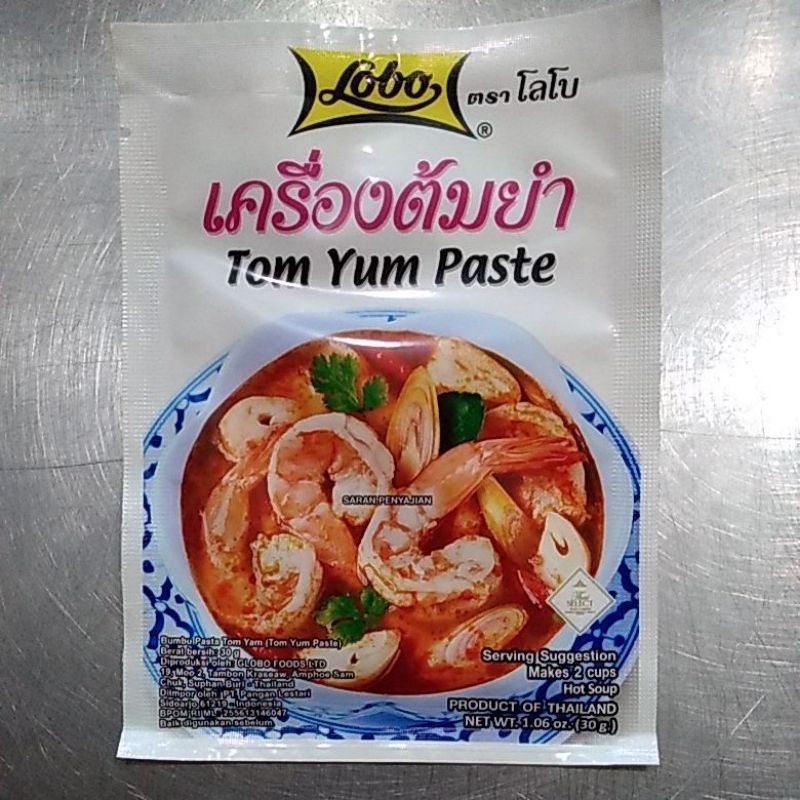 Lobo ตรา โลโบ
®
เครื่องต้มยำ
Tom Yum Paste
SARAN PENYAJIAN
Thai
SELECT
Bumbu Pasta Tom Yam (Tom Yum Paste)
Berat bersih: 30 g
Diproduksi oleh: GLOBO FOODS LTD
19 Moo 2, Tambon Kraseaw, Amphoe Sam
Chuk, Suphan Buri - Thailand
Diimpor oleh: PT Pangan Lestari
Sidoarjo 61219 - Indonesia
BPOM RI ML: 255613146047
Baik digunakan sebelum
Serving Suggestion
Makes 2 cups
Hot Soup
PRODUCT OF THAILAND
NET WT. 1.06 oz. (30 g.)